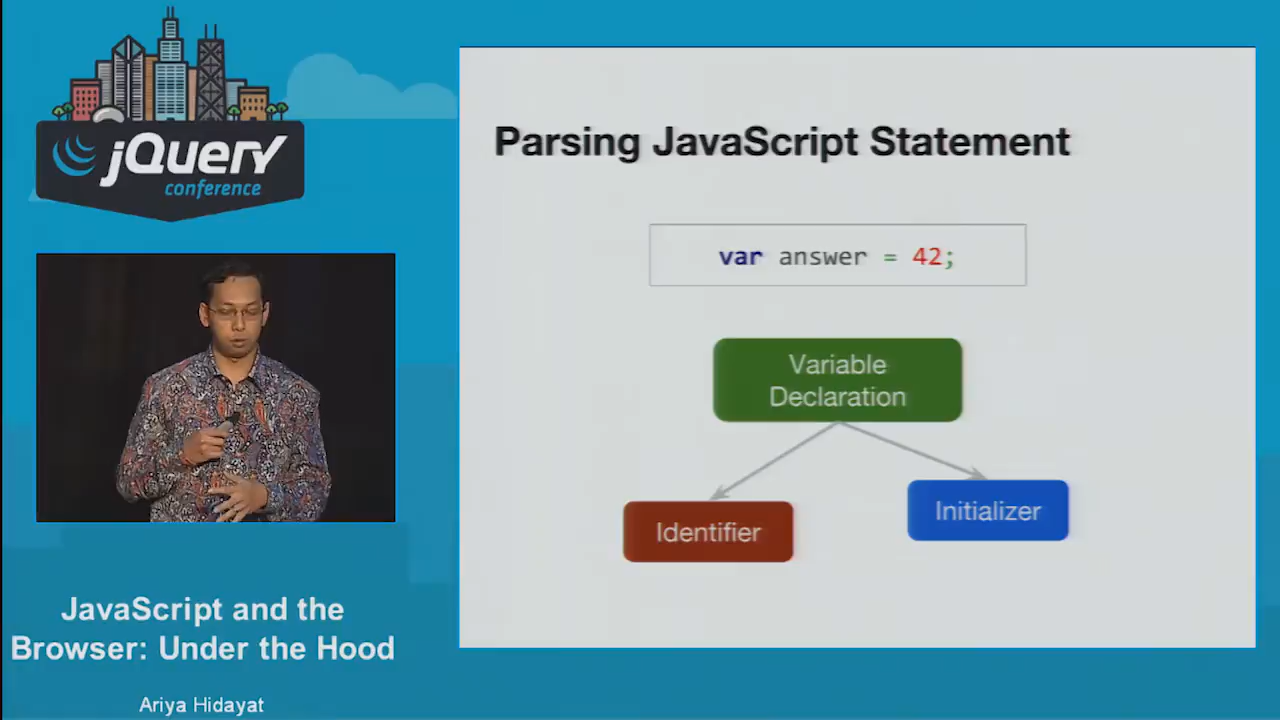 jQuery
conference
JavaScript and the
Browser: Under the Hood
Ariya Hidayat
Parsing JavaScript Statement
var answer = 42;
Variable
Declaration
Identifier
Initializer